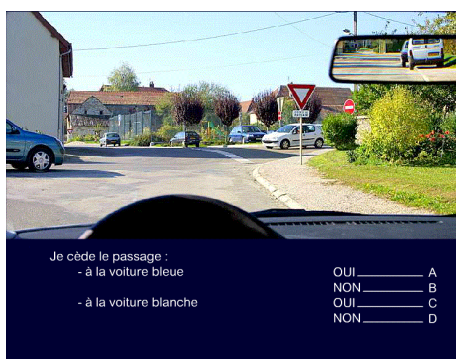 Je cède le passage :
- à la voiture bleue OUI A
NON B
- à la voiture blanche OUI C
NON D